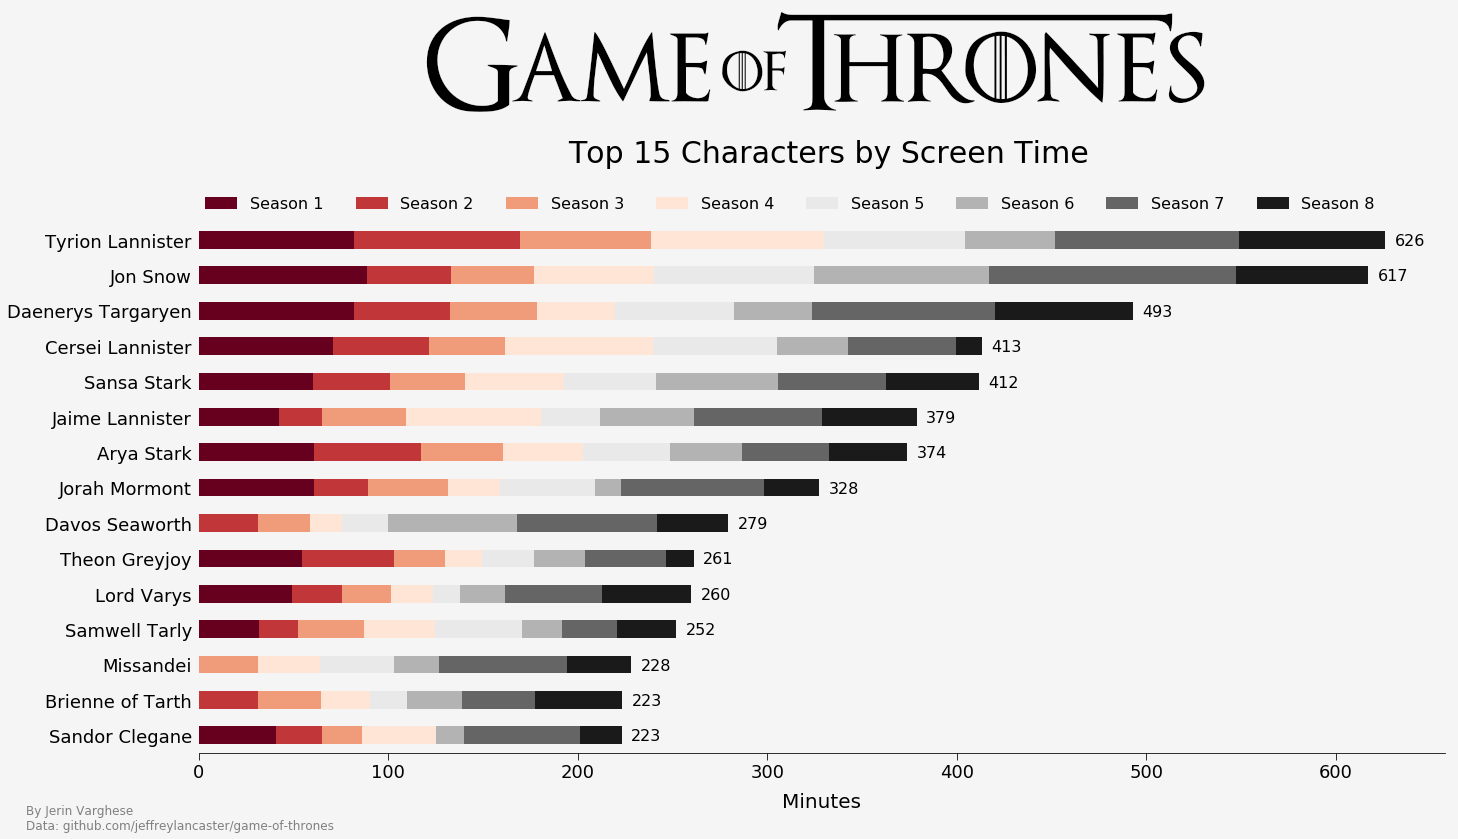 GAME OF THRONES
Top 15 Characters by Screen Time
Season 1 Season 2 Season 3 Season 4 Season 5 Season 6 Season 7 Season 8
Tyrion Lannister 626
Jon Snow 617
Daenerys Targaryen 493
Cersei Lannister 413
Sansa Stark 412
Jaime Lannister 379
Arya Stark 374
Jorah Mormont 328
Davos Seaworth 279
Theon Greyjoy 261
Lord Varys 260
Samwell Tarly 252
Missandei 228
Brienne of Tarth 223
Sandor Clegane 223
0 100 200 300 400 500 600
Minutes
By Jerin Varghese
Data: github.com/jeffreylancaster/game-of-thrones